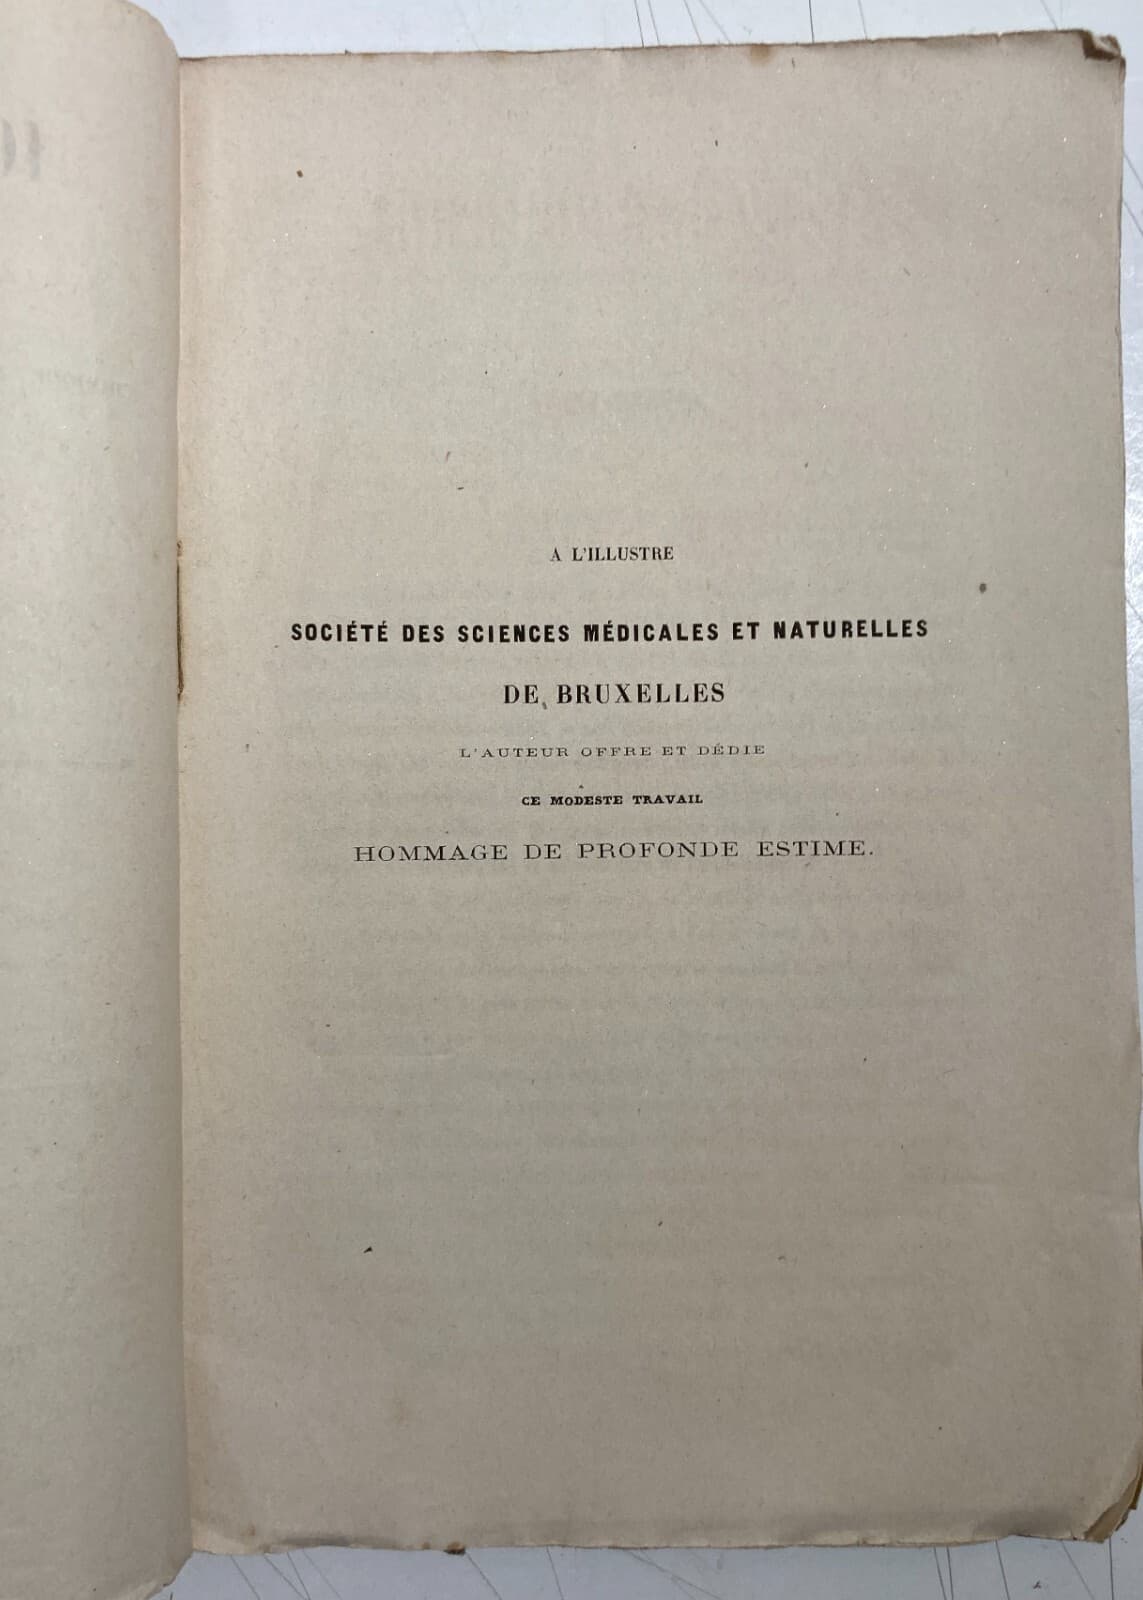 A L'ILLUSTRE
SOCIÉTÉ DES SCIENCES MÉDICALES ET NATURELLES
DE BRUXELLES
L'AUTEUR OFFRE ET DÉDIE
CE MODESTE TRAVAIL
HOMMAGE DE PROFONDE ESTIME.